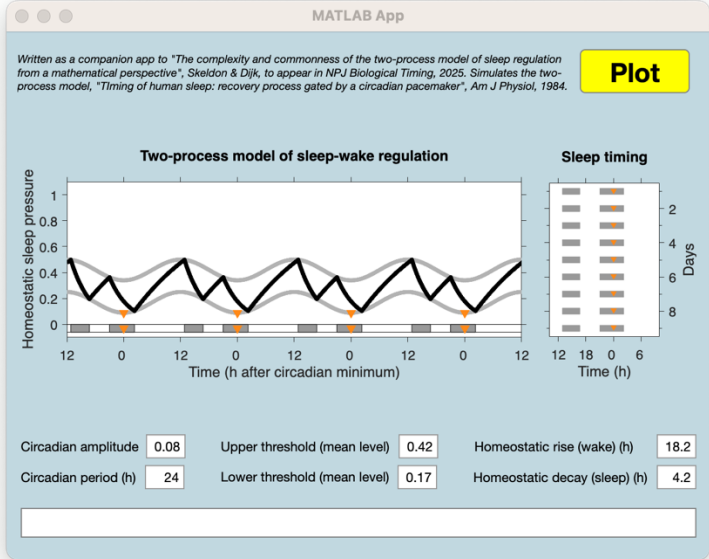 MATLAB App
Written as a companion app to "The complexity and commonness of the two-process model of sleep regulation
from a mathematical perspective", Skeldon & Dijk, to appear in NPJ Biological Timing, 2025. Simulates the two-
process model, "TIming of human sleep: recovery process gated by a circadian pacemaker", Am J Physiol, 1984.
Plot
Two-process model of sleep-wake regulation
Homeostatic sleep pressure
1
0.8
0.6
0.4
0.2
0
12 0 12 0 12 0 12 0 12
Time (h after circadian minimum)
Sleep timing
2
4
6
8
Days
12 18 0 6
Time (h)
Circadian amplitude 0.08 Upper threshold (mean level) 0.42 Homeostatic rise (wake) (h) 18.2
Circadian period (h) 24 Lower threshold (mean level) 0.17 Homeostatic decay (sleep) (h) 4.2